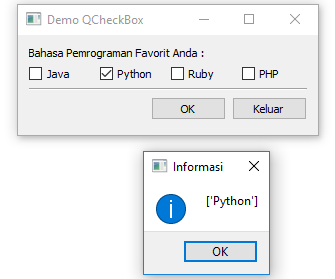 Demo QCheckBox
Bahasa Pemrograman Favorit Anda :
Java Python Ruby PHP
OK Keluar
Informasi
['Python']
OK